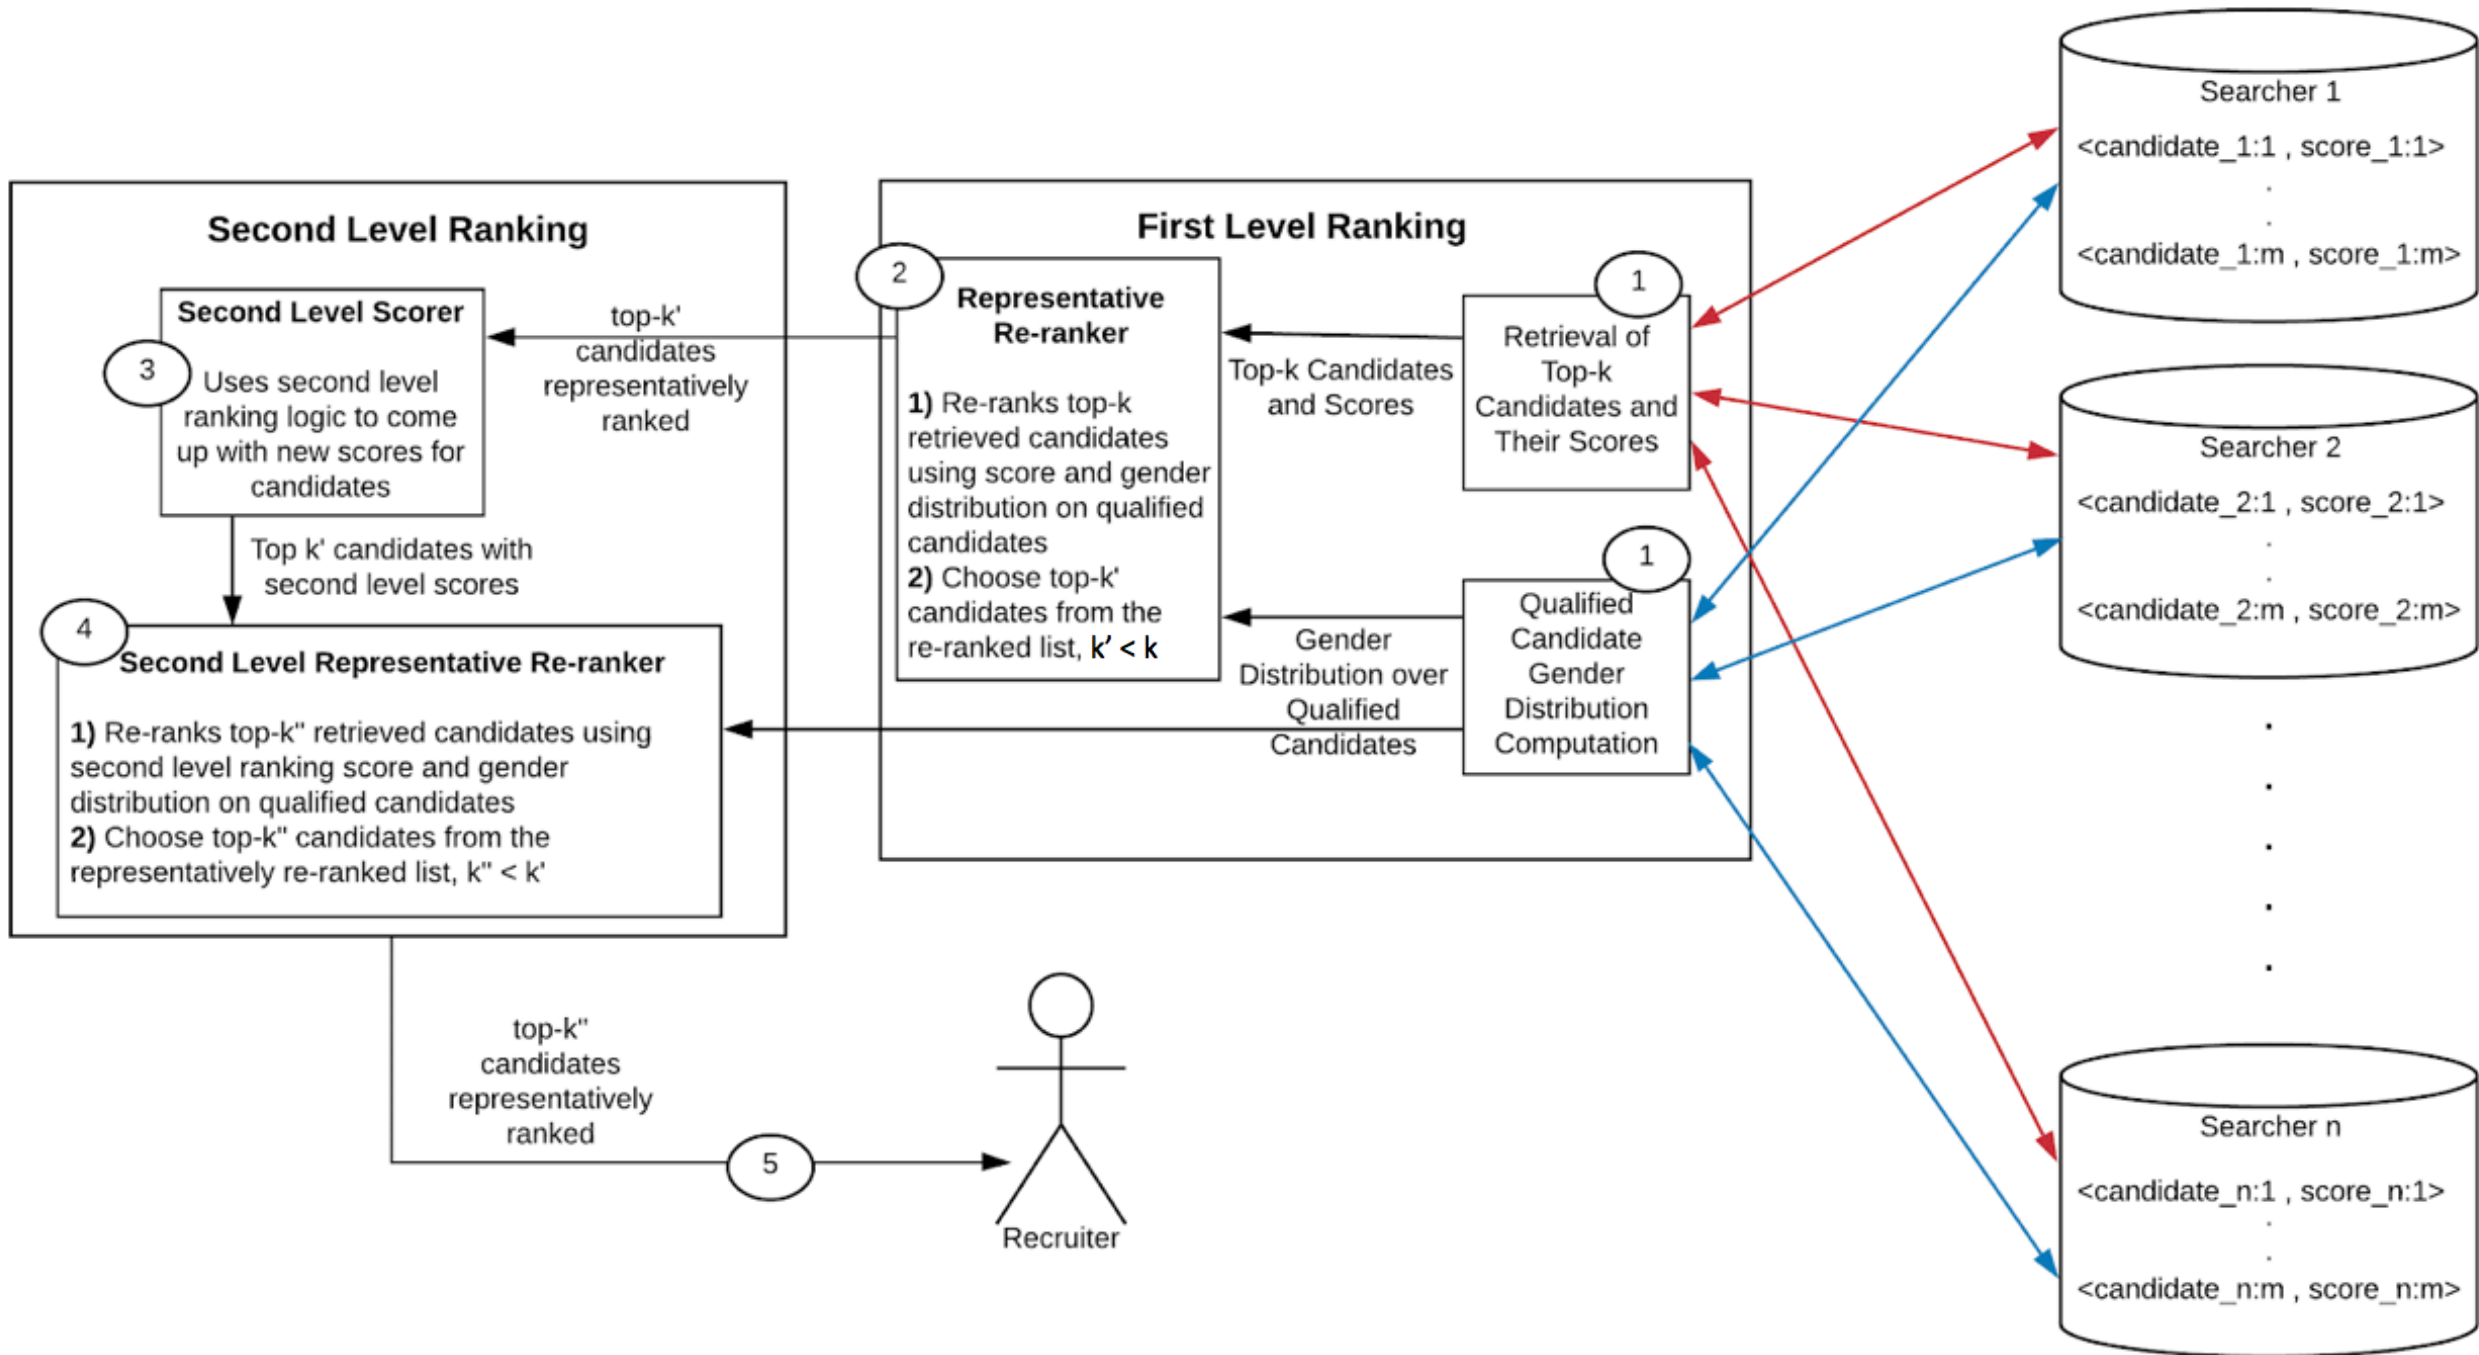 Second Level Ranking
Second Level Scorer
3
Uses second level
ranking logic to come
up with new scores for
candidates
Top k' candidates with
second level scores
4
Second Level Representative Re-ranker
1) Re-ranks top-k" retrieved candidates using
second level ranking score and gender
distribution on qualified candidates
2) Choose top-k" candidates from the
representatively re-ranked list, k" < k'
top-k'
candidates
representatively
ranked
First Level Ranking
2
Representative
Re-ranker
1) Re-ranks top-k
retrieved candidates
using score and gender
distribution on qualified
candidates
2) Choose top-k'
candidates from the
re-ranked list, k' < k
Top-k Candidates
and Scores
Gender
Distribution over
Qualified
Candidates
1
Retrieval of
Top-k
Candidates and
Their Scores
1
Qualified
Candidate
Gender
Distribution
Computation
Searcher 1
<candidate_1:1 , score_1:1>
.
.
<candidate_1:m , score_1:m>
Searcher 2
<candidate_2:1 , score_2:1>
.
.
<candidate_2:m , score_2:m>
.
.
.
.
.
Searcher n
<candidate_n:1 , score_n:1>
.
.
<candidate_n:m , score_n:m>
top-k"
candidates
representatively
ranked
5
Recruiter